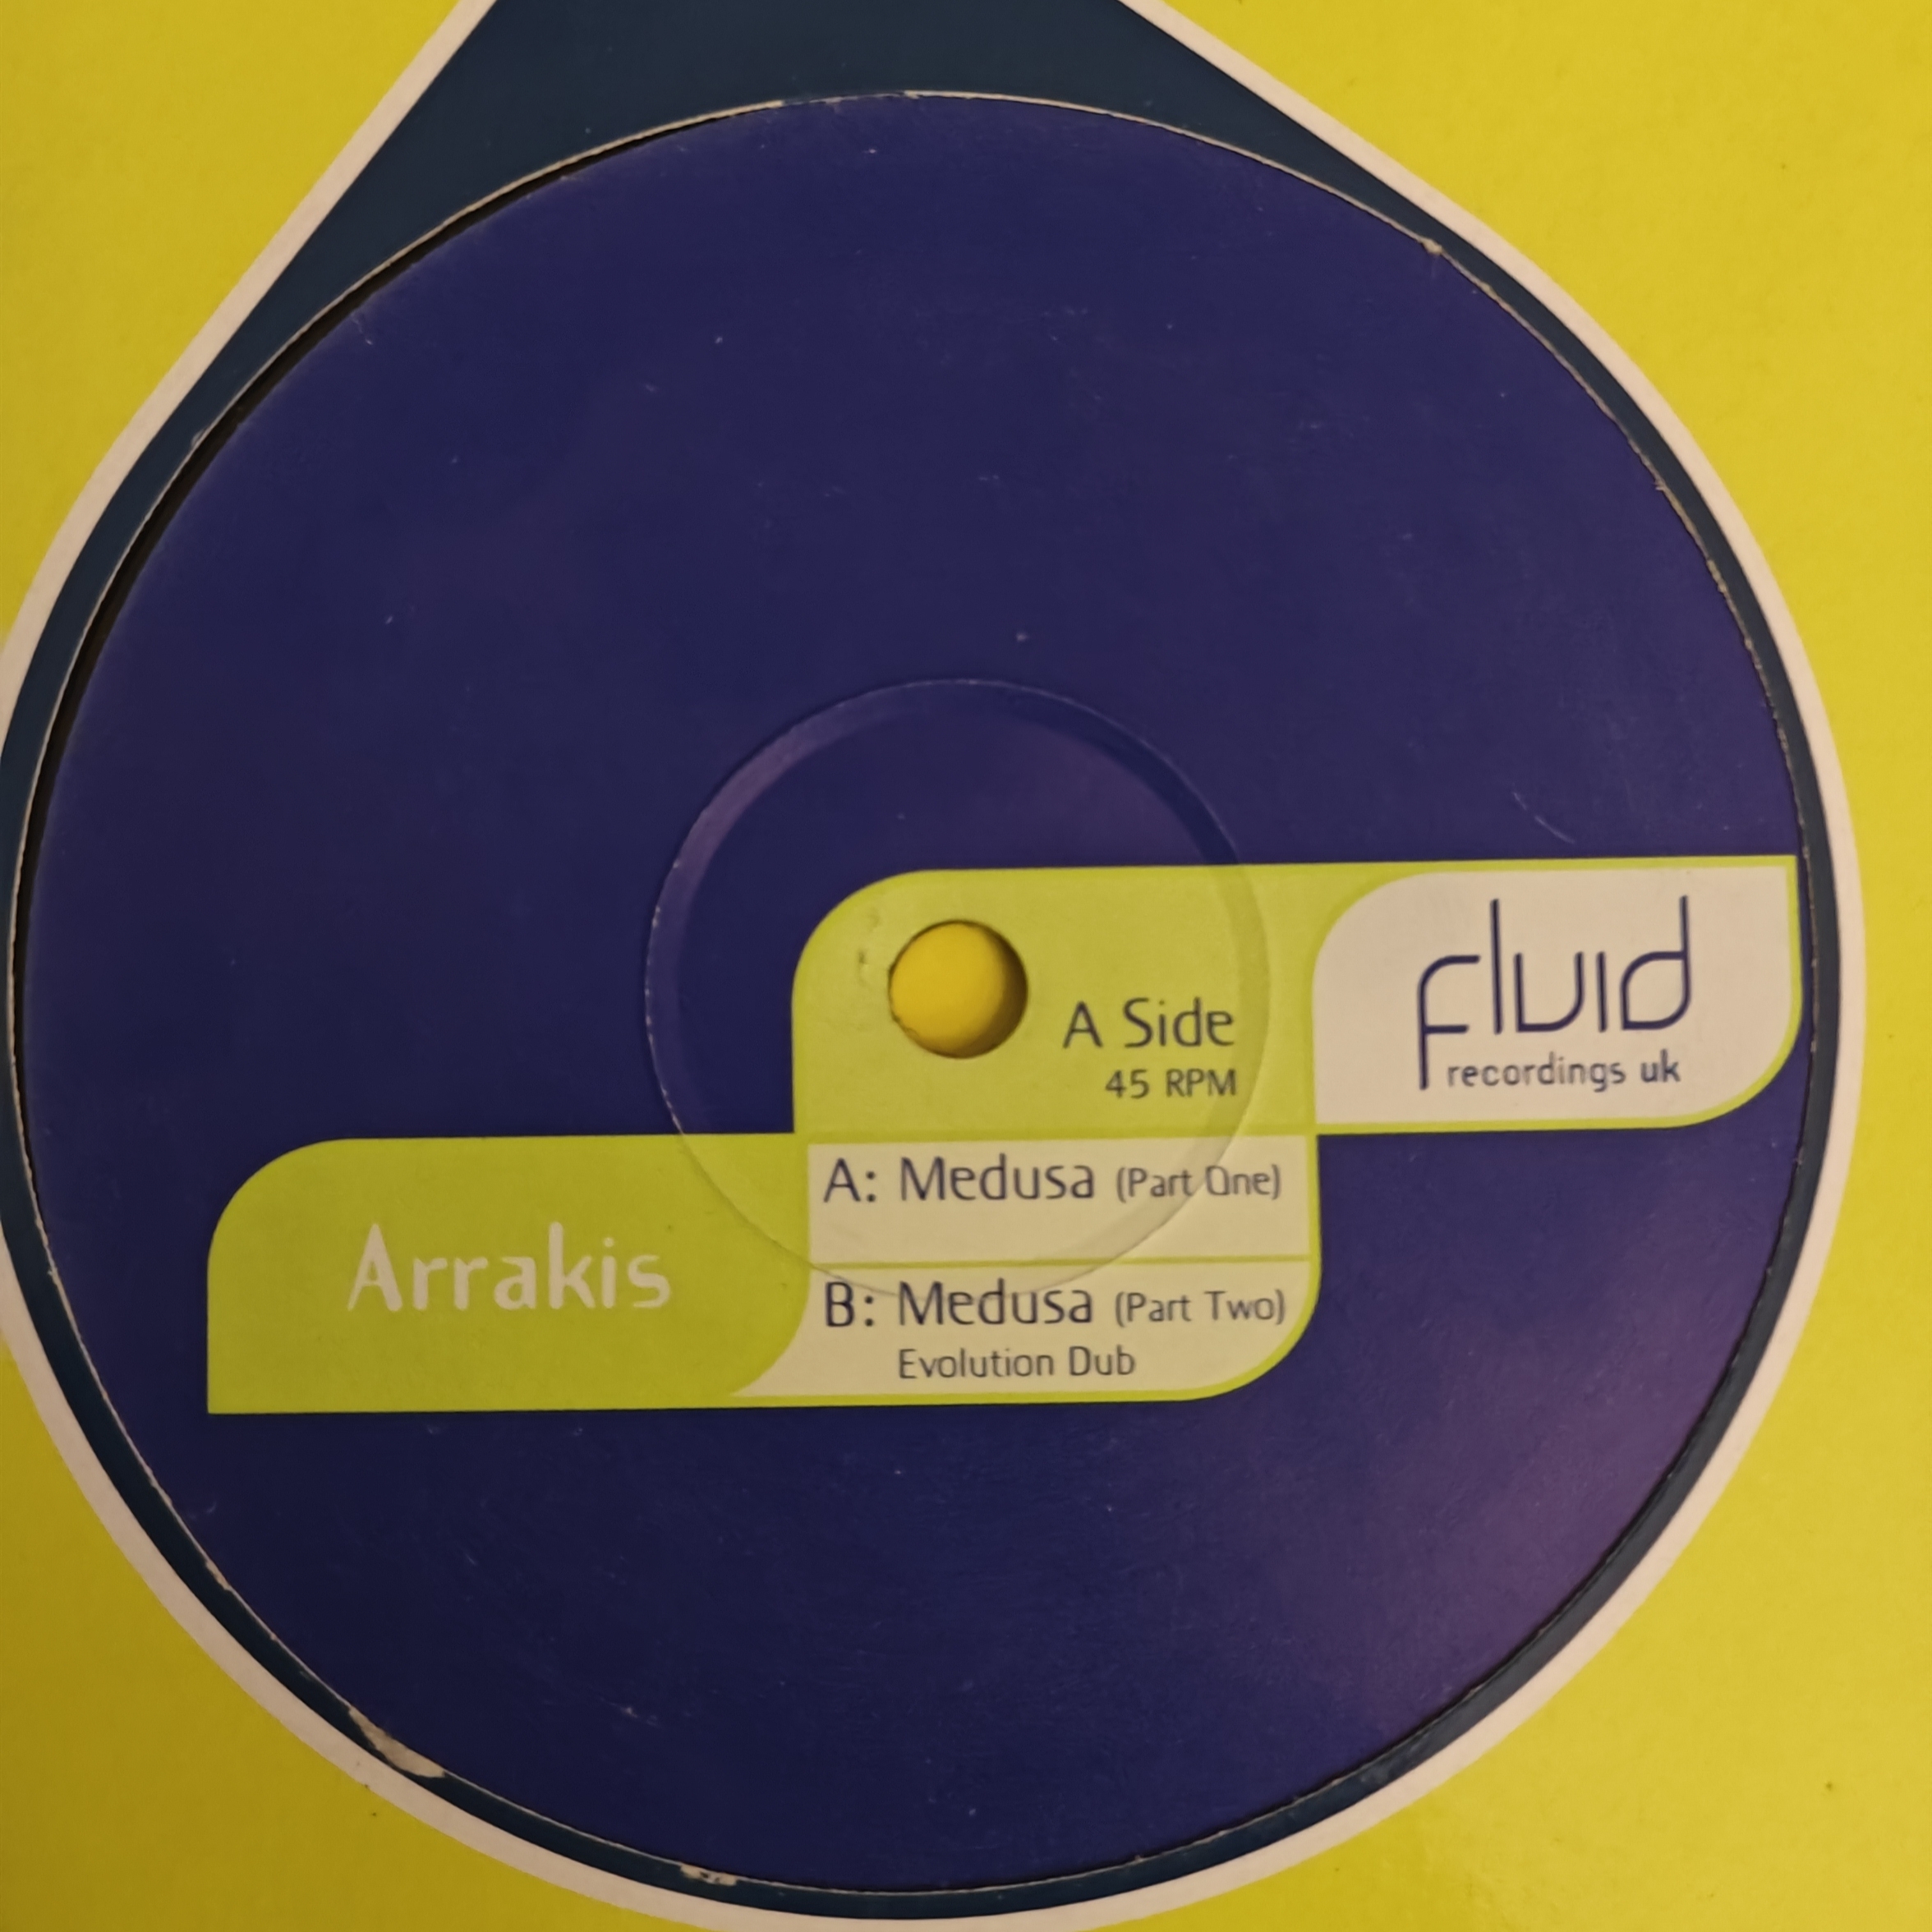 A Side
45 RPM
fluid
recordings uk
Arrakis
A: Medusa (Part One)
B: Medusa (Part Two)
Evolution Dub